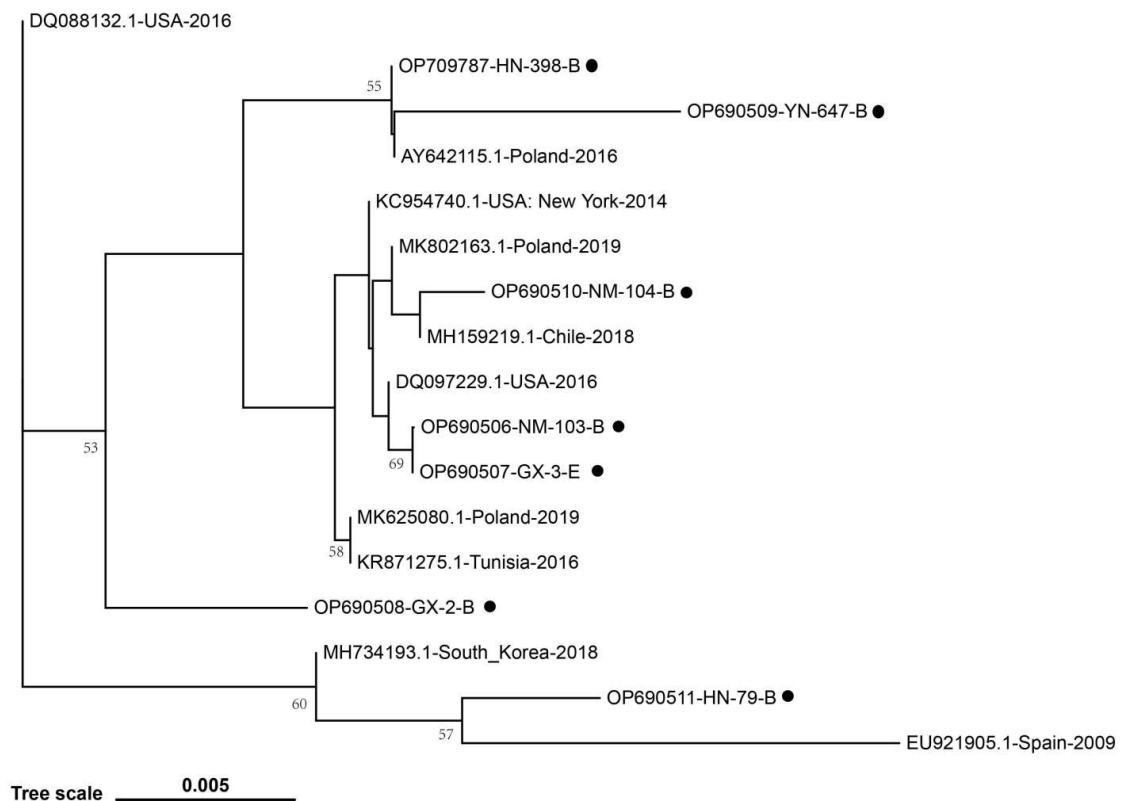 DQ088132.1-USA-2016
OP709787-HN-398-B
55
OP690509-YN-647-B
AY642115.1-Poland-2016
KC954740.1-USA: New York-2014
MK802163.1-Poland-2019
OP690510-NM-104-B
MH159219.1-Chile-2018
DQ097229.1-USA-2016
OP690506-NM-103-B
53
69
OP690507-GX-3-E
MK625080.1-Poland-2019
58
KR871275.1-Tunisia-2016
OP690508-GX-2-B
MH734193.1-South_Korea-2018
60
OP690511-HN-79-B
57
EU921905.1-Spain-2009
Tree scale 0.005